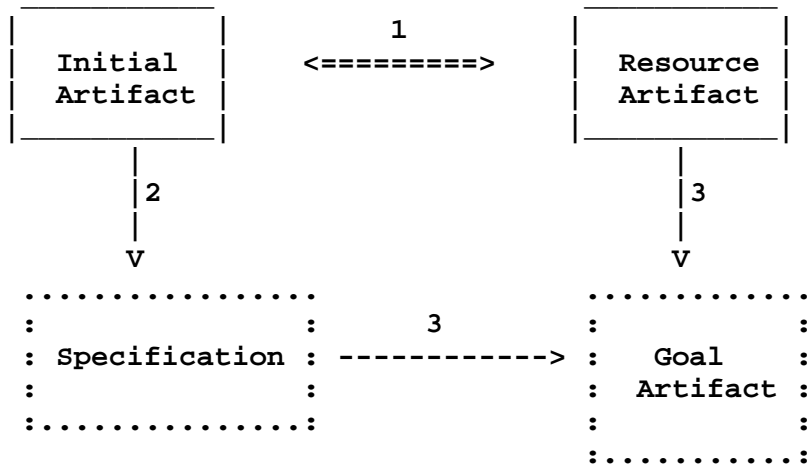 1
Initial Resource
Artifact Artifact
2 3
3
Specification Goal
Artifact